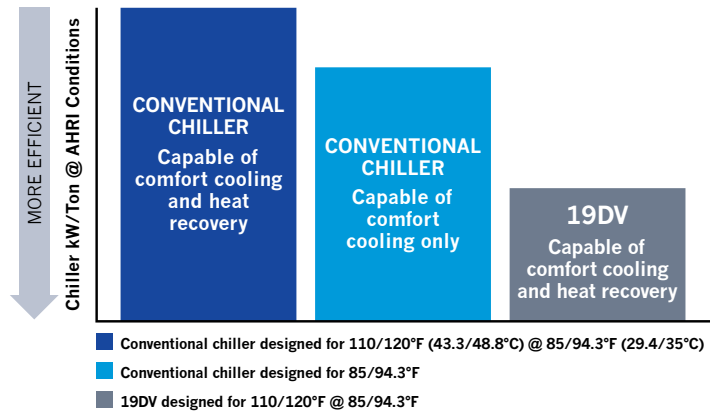 MORE EFFICIENT
Chiller kW/Ton @ AHRI Conditions
CONVENTIONAL
CHILLER
Capable of
comfort cooling
and heat
recovery
CONVENTIONAL
CHILLER
Capable of
comfort
cooling only
19DV
Capable of
comfort cooling
and heat recovery
Conventional chiller designed for 110/120°F (43.3/48.8°C) @ 85/94.3°F (29.4/35°C)
Conventional chiller designed for 85/94.3°F
19DV designed for 110/120°F @ 85/94.3°F